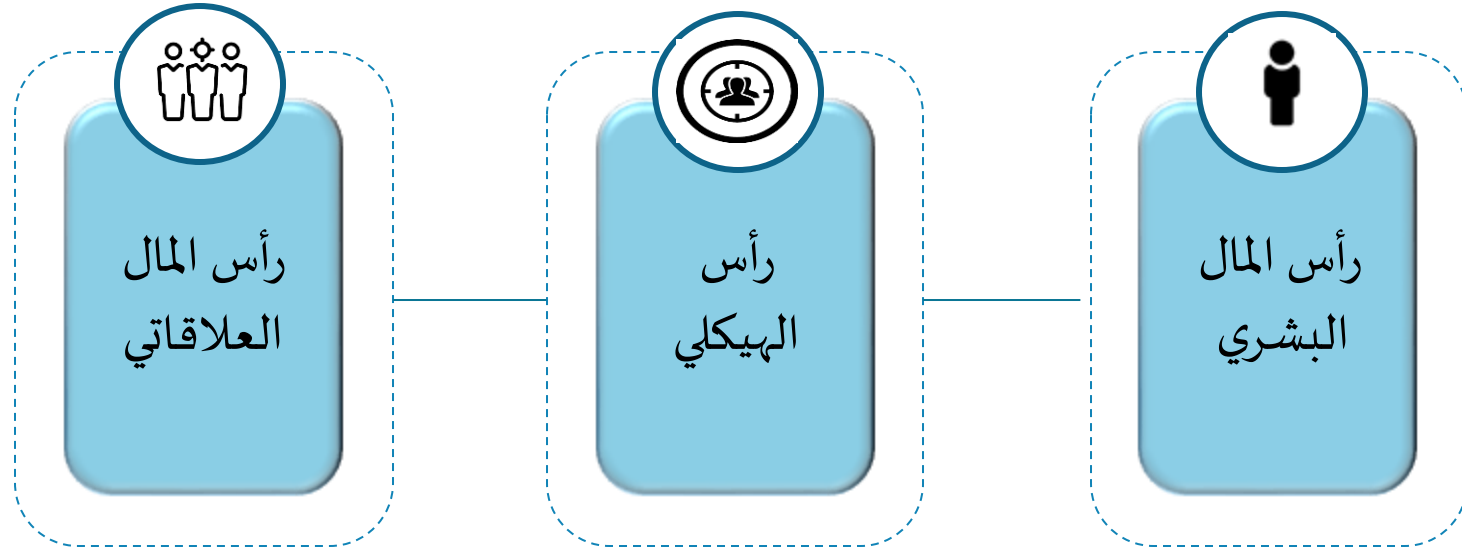 رأس المال
البشري
رأس
الهيكلي
رأس المال
العلاقاتي